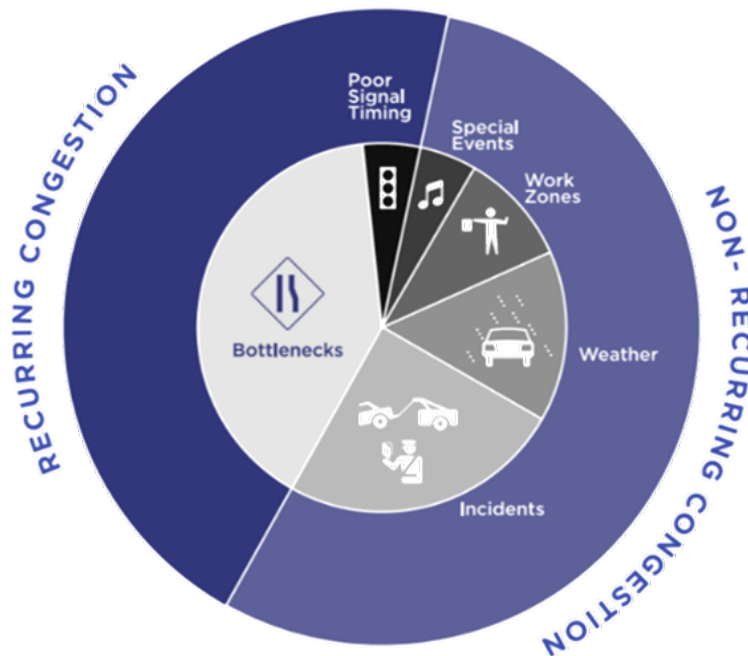 RECURRING CONGESTION
Poor
Signal
Timing
Special
Events
Work
Zones
Weather
Incidents
Bottlenecks
NON- RECURRING CONGESTION